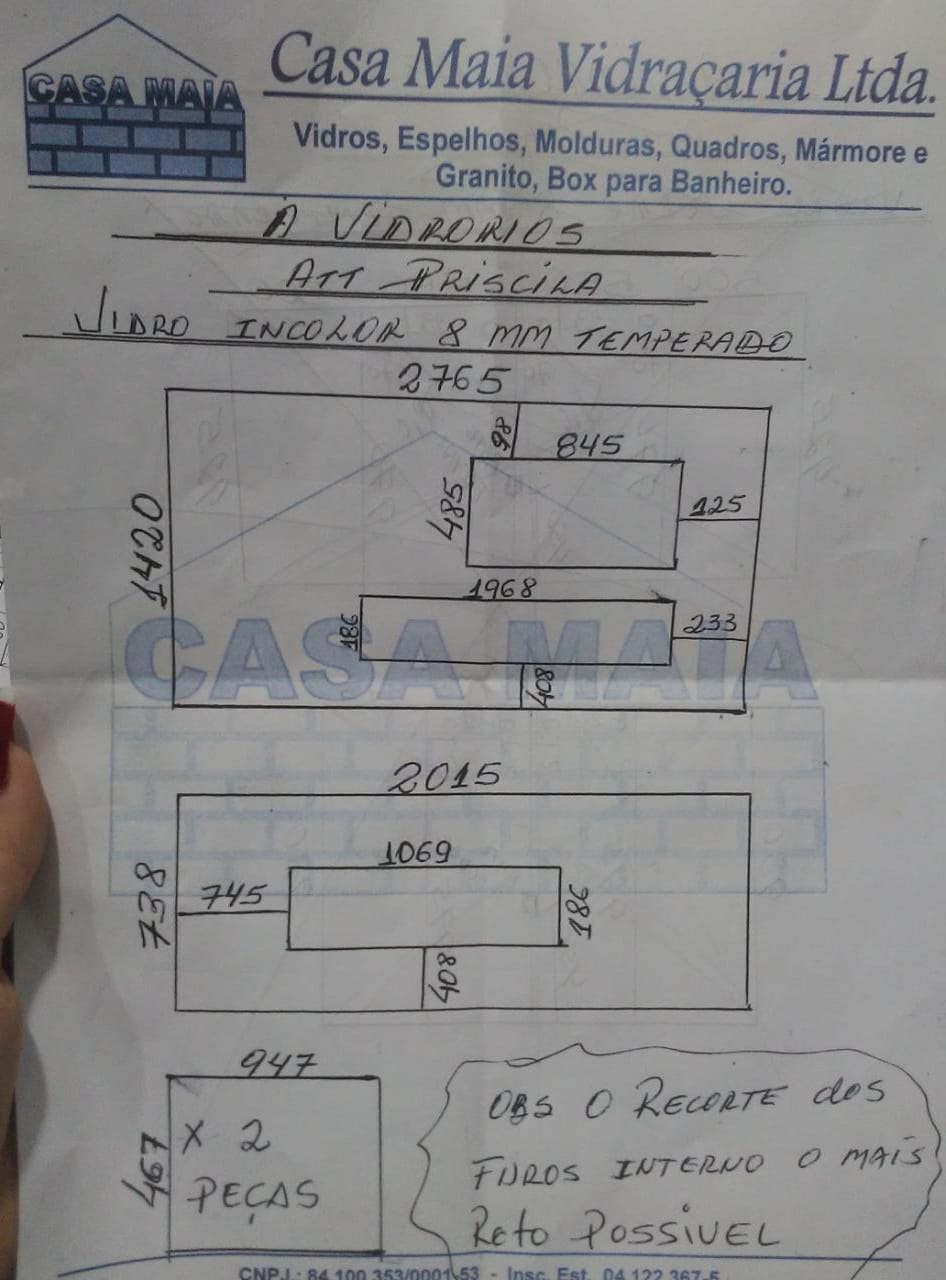 CASA MAIA
Casa Maia Vidraçaria Ltda.
Vidros, Espelhos, Molduras, Quadros, Mármore e
Granito, Box para Banheiro.
A VIDRORIOS
ATT PRISCILA
VIDRO INCOLOR 8 MM TEMPERADO
2765
98
845
485
125
1420
1968
186
233
408
CASA MAIA
2015
1069
738
745
186
408
947
467
X 2
PEÇAS
OBS O RECORTE dos
FUROS INTERNO O MAIS
Reto POSSIVEL
CNPJ: 84.100.353/0001-53 - Insc. Est. 04.122.367-5